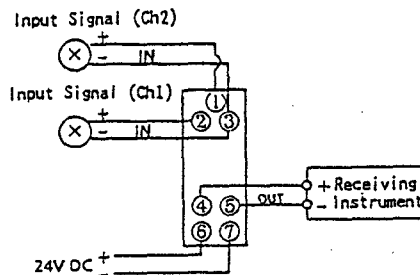 Input Signal (Ch2)
+
- IN
Input Signal (Ch1)
+
- IN
1
2 3
4 5
6 7
OUT
+ Receiving
- Instrument
24V DC +
-